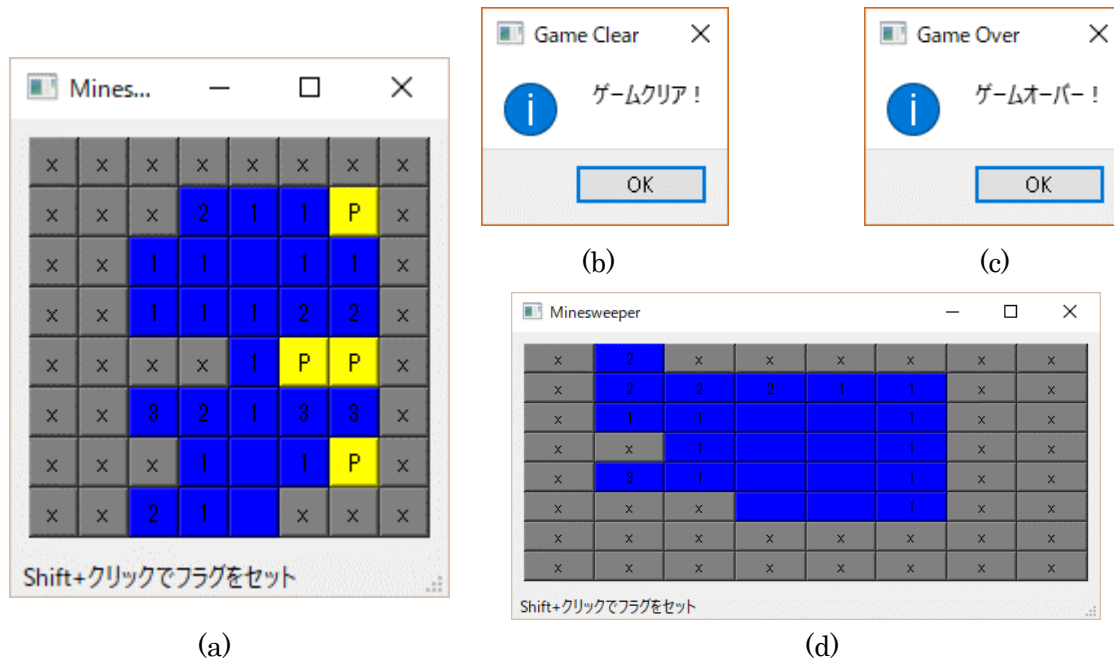 Mines...
x x x x x x x x
x x x 2 1 1 P x
x x 1 1 1 1 x
x x 1 1 1 2 2 x
x x x x 1 P P x
x x 3 2 1 3 3 x
x x x 1 1 P x
x x 2 1 x x x
Shift+クリックでフラグをセット
(a)
Game Clear
ゲームクリア！
OK
(b)
Game Over
ゲームオーバー！
OK
(c)
Minesweeper
x 2 x x x x x x
x 2 2 2 1 1 x x
x 1 1 1 x x
x x 1 1 x x
x 3 1 1 x x
x x x 1 x x
x x x x x x x x
x x x x x x x x
Shift+クリックでフラグをセット
(d)